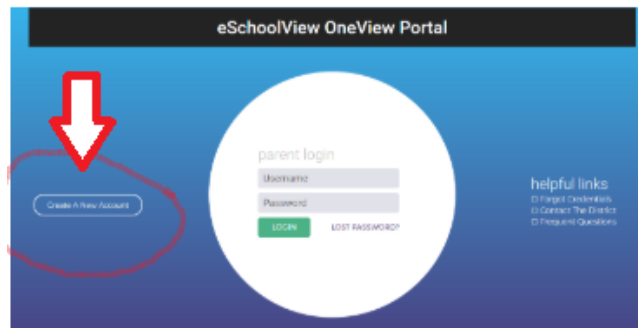 eSchoolView OneView Portal
parent login
Username
Password
LOGIN
LOST PASSWORD?
Create A New Account
helpful links
Forgot Credentials
Contact The District
Frequent Questions